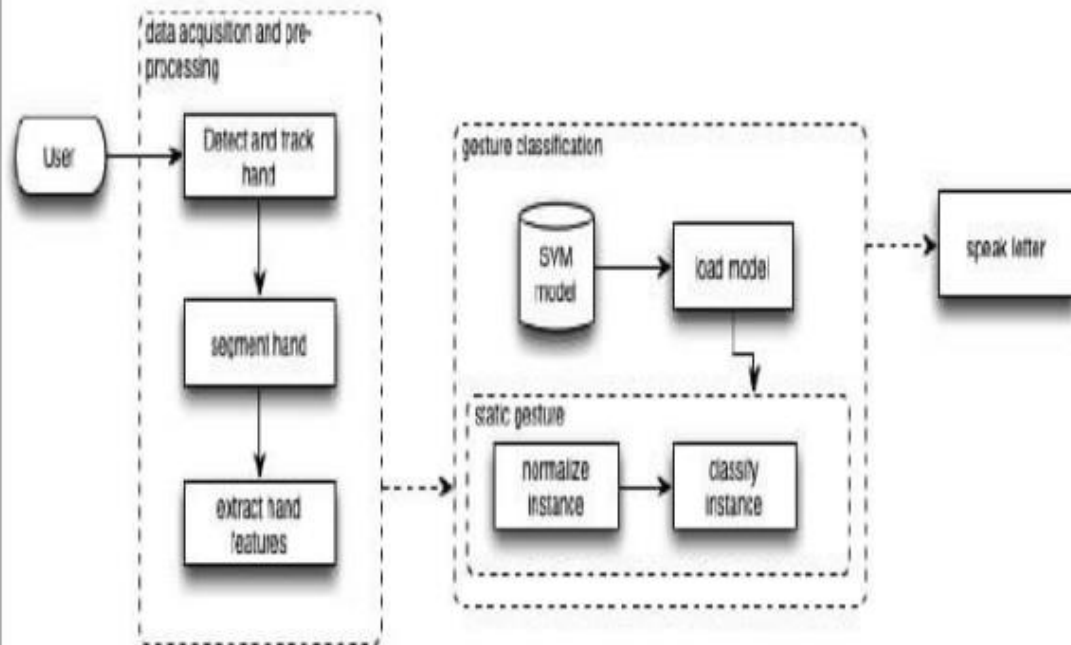 data acquisition and pre-
processing
User
Detect and track
hand
segment hand
extract hand
features
gesture classification
SVM
model
load model
static gesture
normalize
instance
classify
instance
speak letter